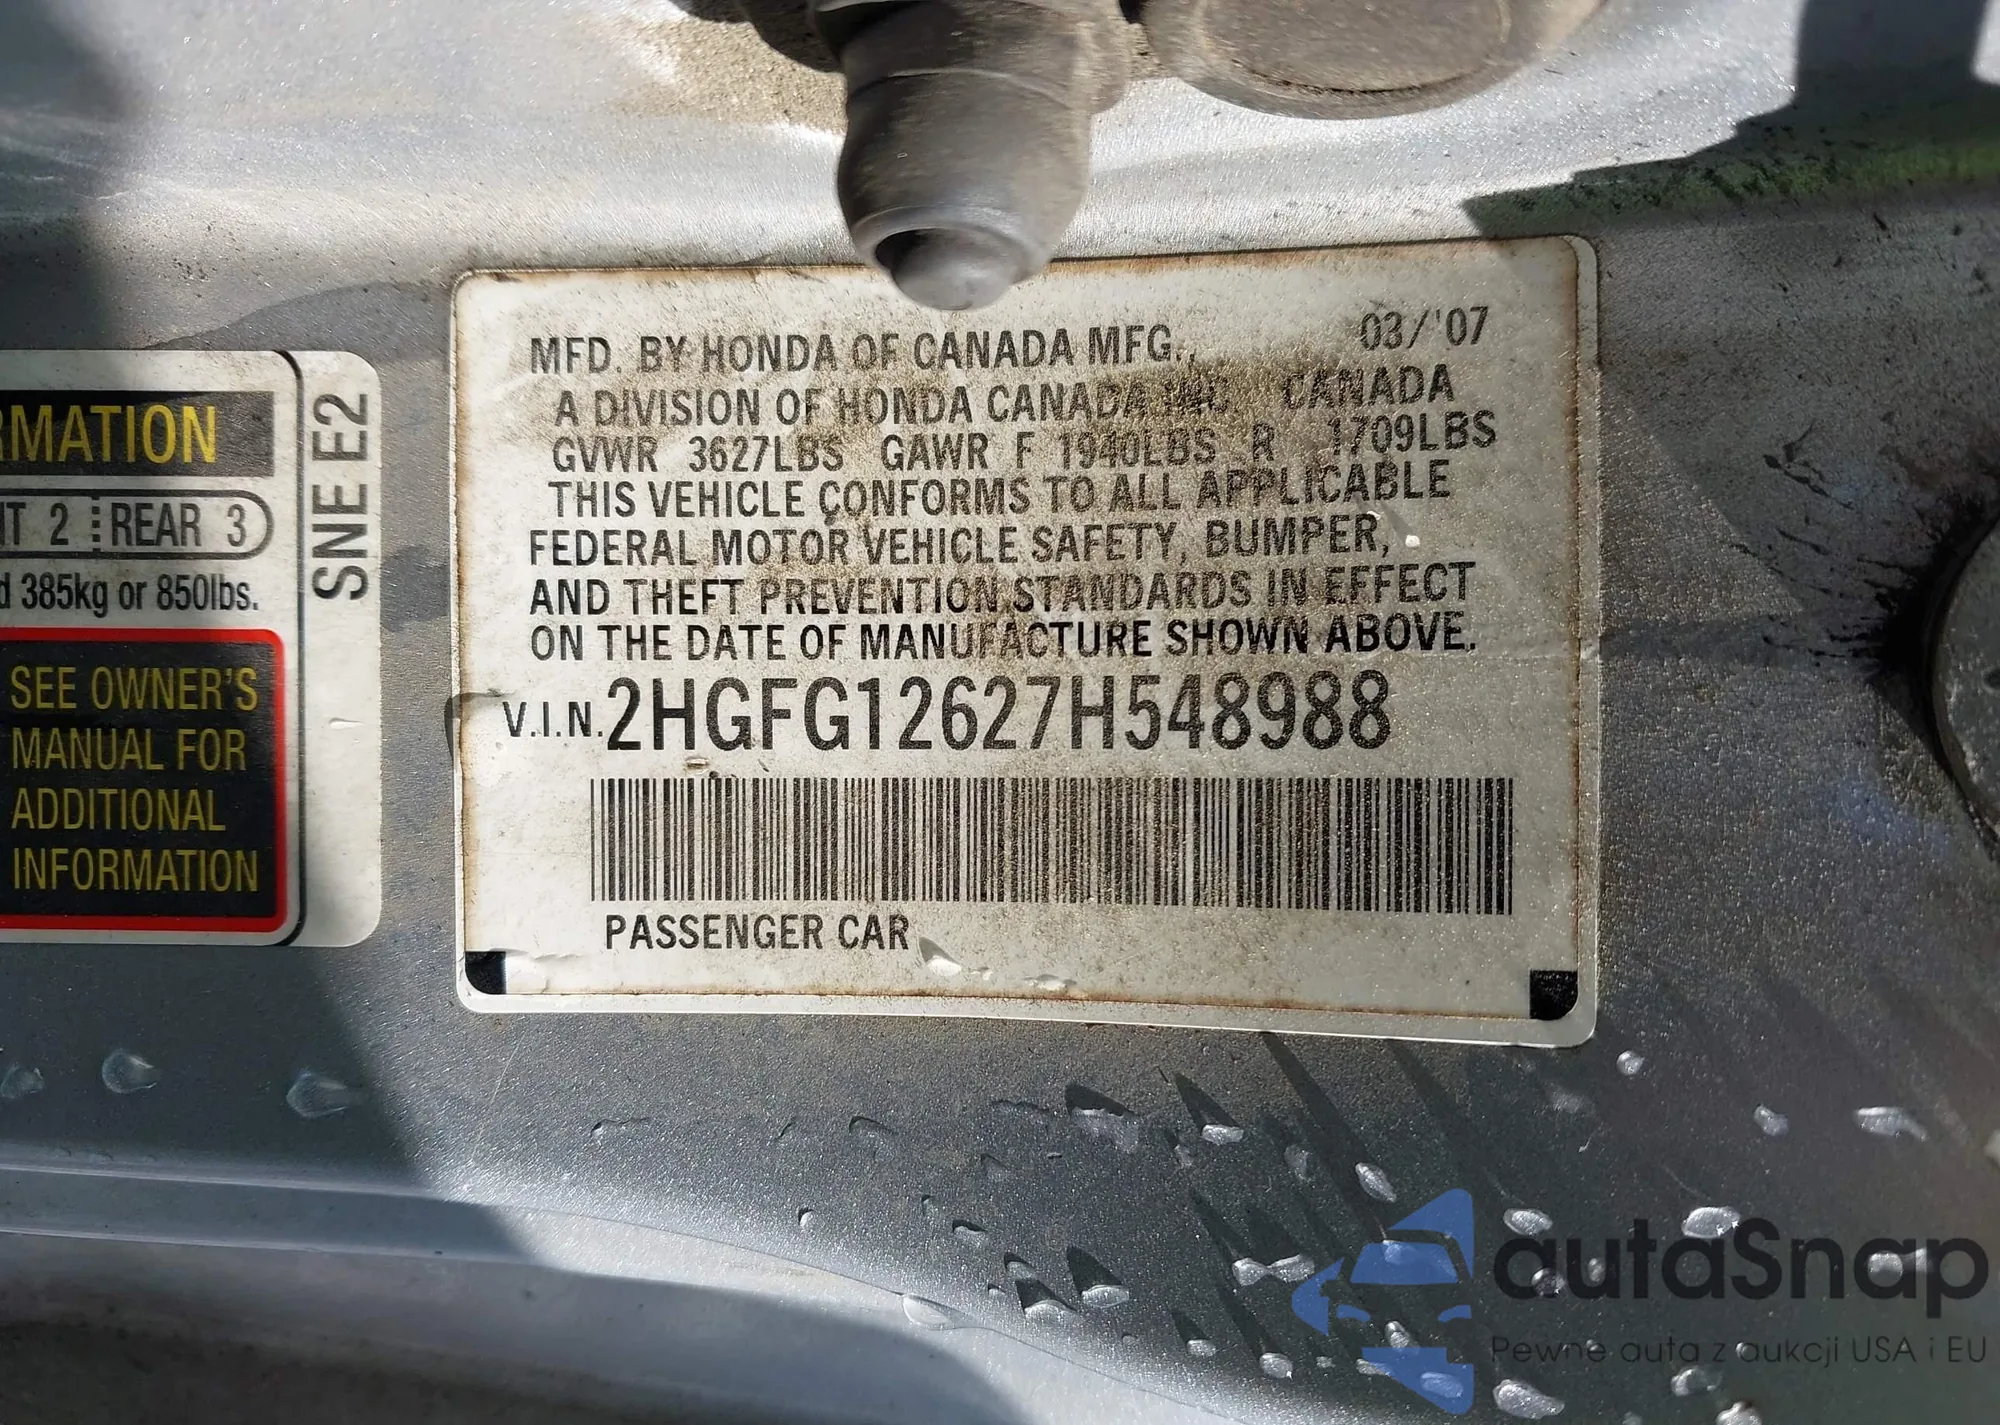 RMATION
NT 2 REAR 3
d 385kg or 850lbs.
SEE OWNER'S
MANUAL FOR
ADDITIONAL
INFORMATION
SNE E2
MFD. BY HONDA OF CANADA MFG., 03/'07
A DIVISION OF HONDA CANADA INC CANADA
GVWR 3627LBS GAWR F 1940LBS R 1709LBS
THIS VEHICLE CONFORMS TO ALL APPLICABLE
FEDERAL MOTOR VEHICLE SAFETY, BUMPER,
AND THEFT PREVENTION STANDARDS IN EFFECT
ON THE DATE OF MANUFACTURE SHOWN ABOVE.
V.I.N. 2HGFG12627H548988
PASSENGER CAR
autaSnap
Pewne auta z aukcji USA i EU